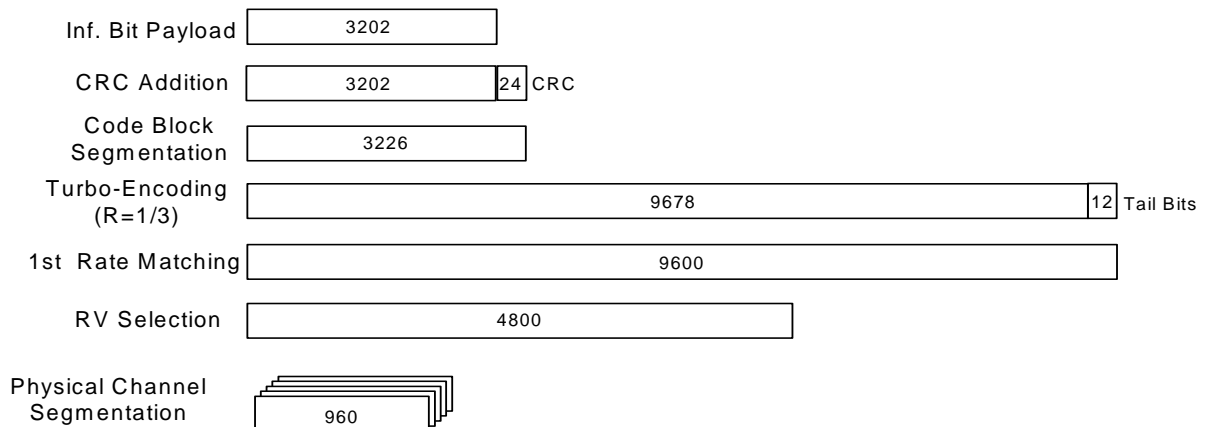 Inf. Bit Payload 3202
CRC Addition 3202 24 CRC
Code Block
Segmentation 3226
Turbo-Encoding
(R=1/3) 9678 12 Tail Bits
1st Rate Matching 9600
RV Selection 4800
Physical Channel
Segmentation 960